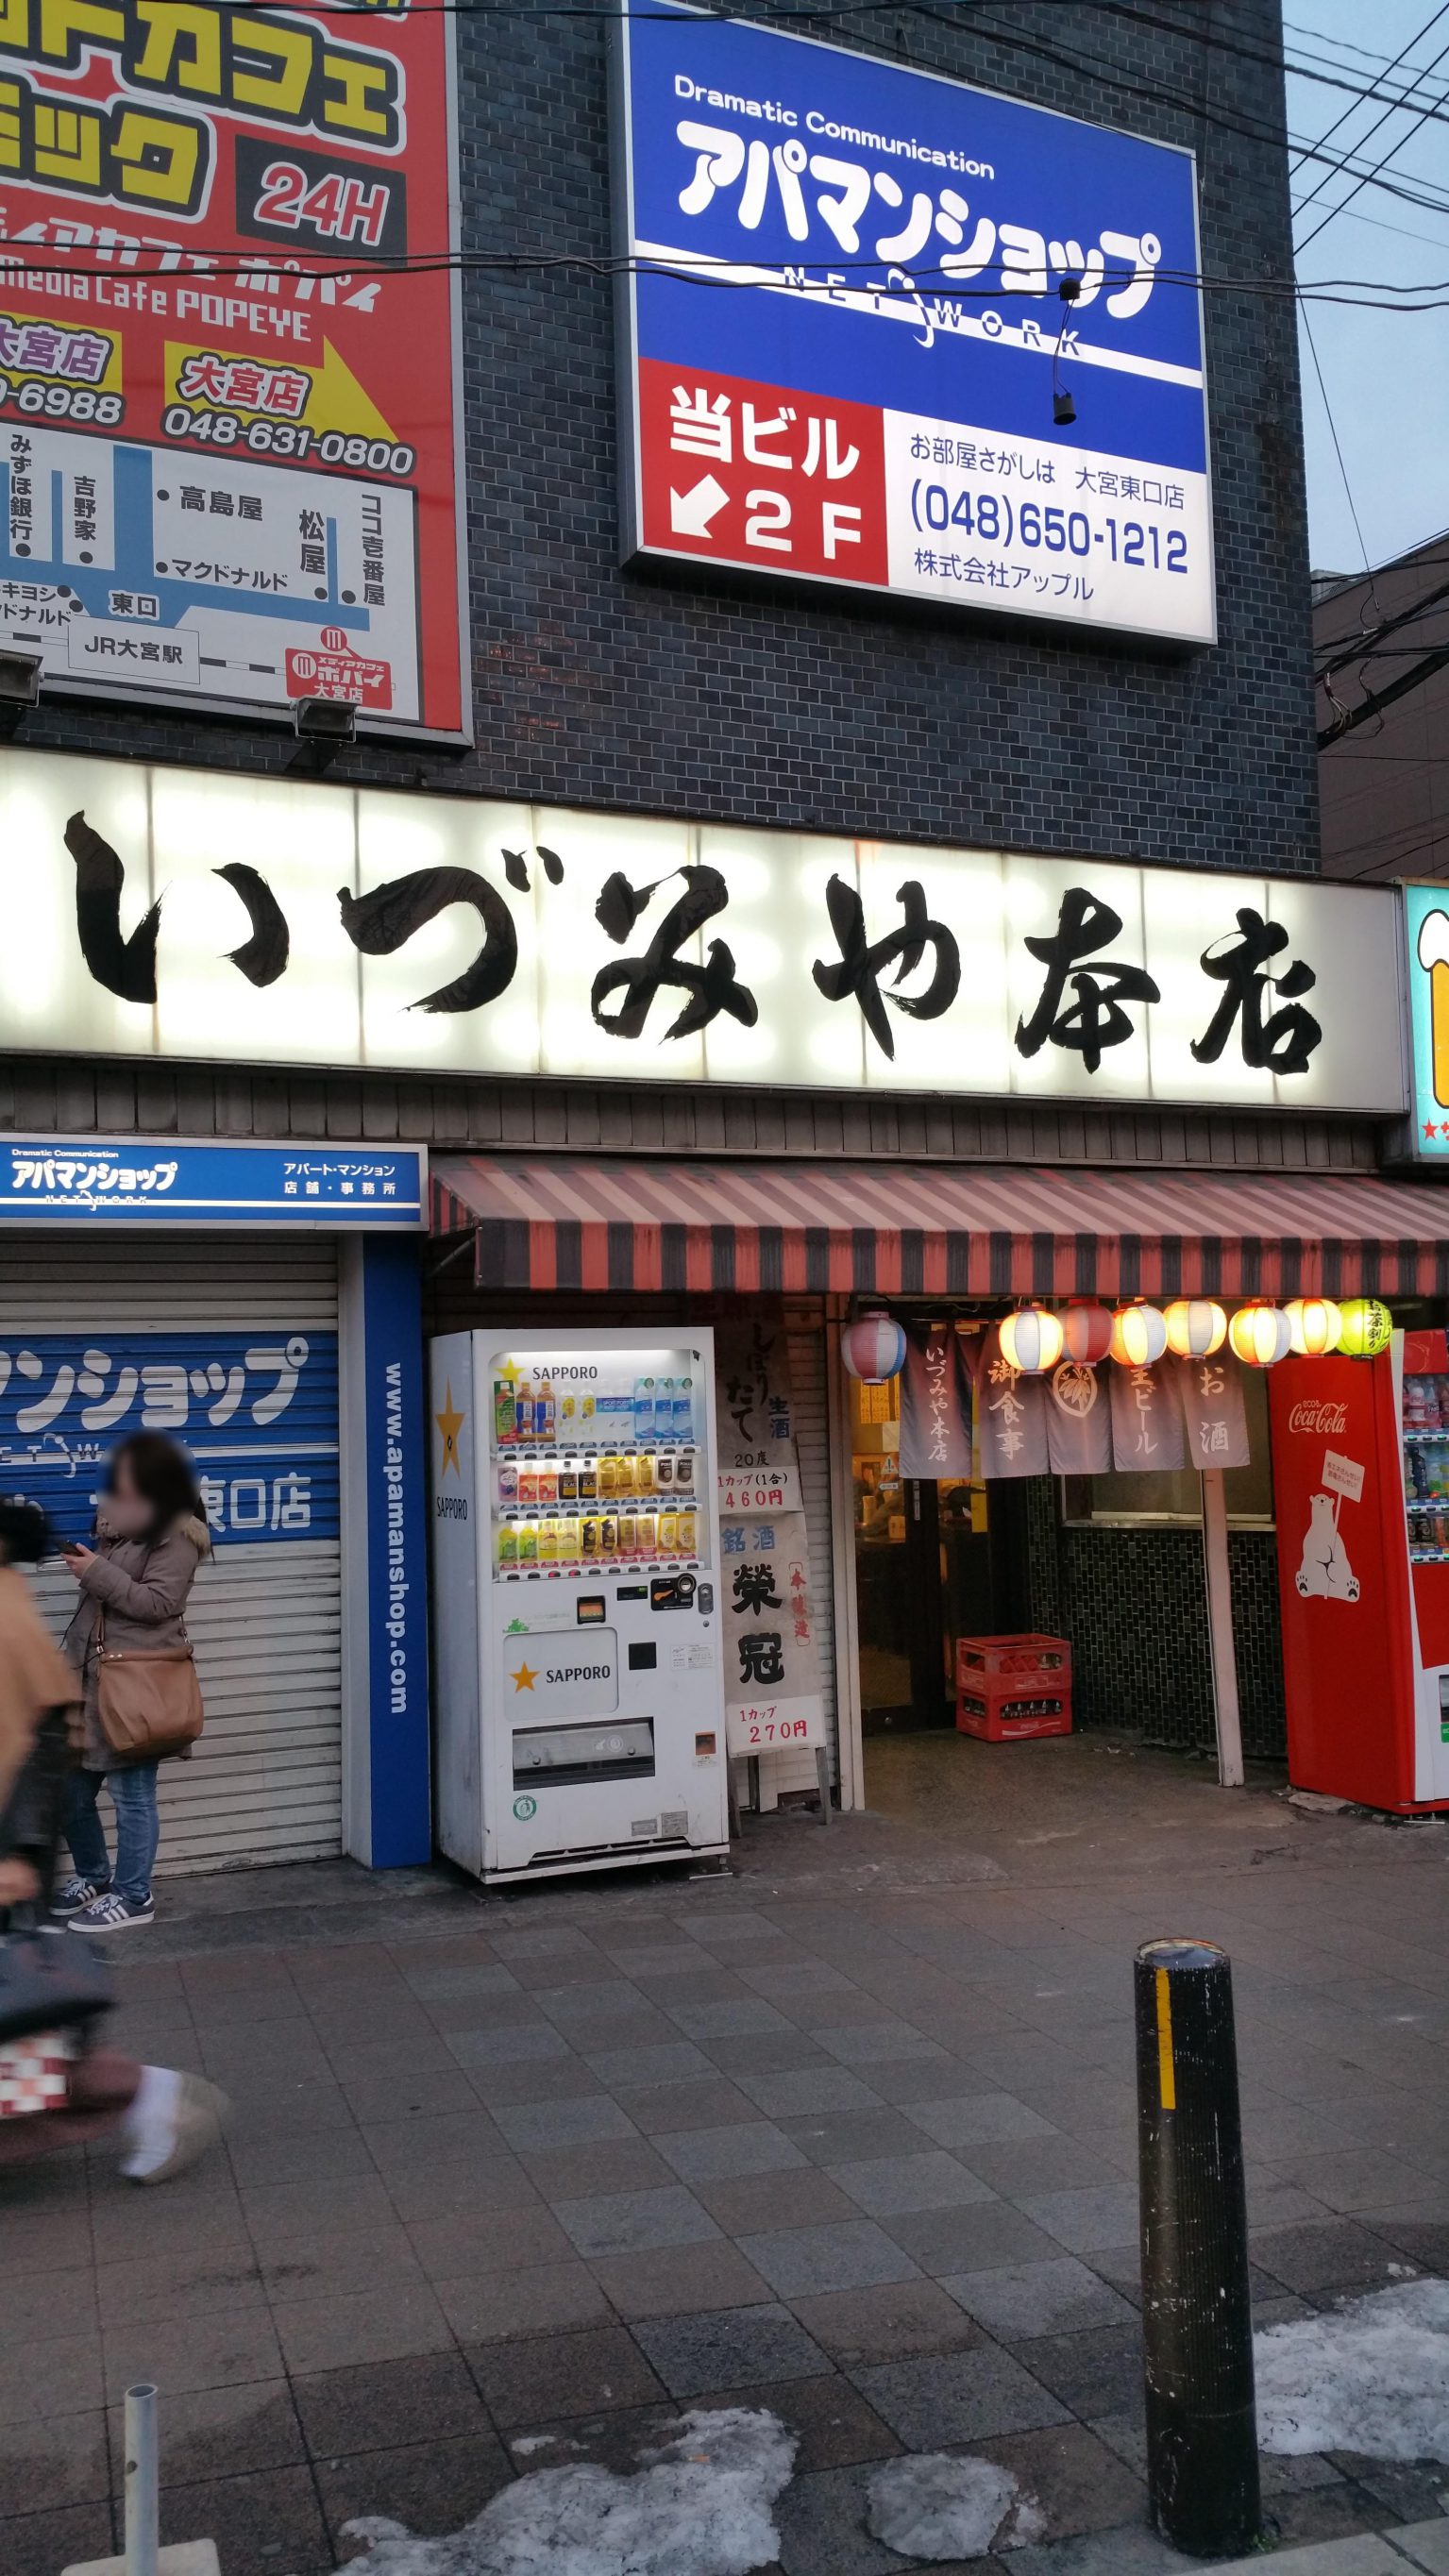 トカフェ
ミック
24H
メディアカフェ ポパイ
media Cafe POPEYE
大宮店
-6988
大宮店
048-631-0800
みずほ銀行
吉野家
高島屋
松屋
ココ壱番屋
マクドナルド
キヨシ
ドナルド
東口
JR大宮駅
メディアカフェ
ポパイ
大宮店
Dramatic Communication
アパマンショップ
NETWORK
当ビル
2F
お部屋さがしは 大宮東口店
(048)650-1212
株式会社アップル
いづみや本店
Dramatic Communication
アパマンショップ
NETWORK
アパート・マンション
店舗・事務所
マンショップ
東口店
www.apamanshop.com
SAPPORO
SAPPORO
SAPPORO
しぼりたて
生酒
20度
1カップ(1合)
460円
銘酒
榮冠
本醸造
1カップ
270円
いづみや本店
御食事
生ビール
お酒
Coca-Cola